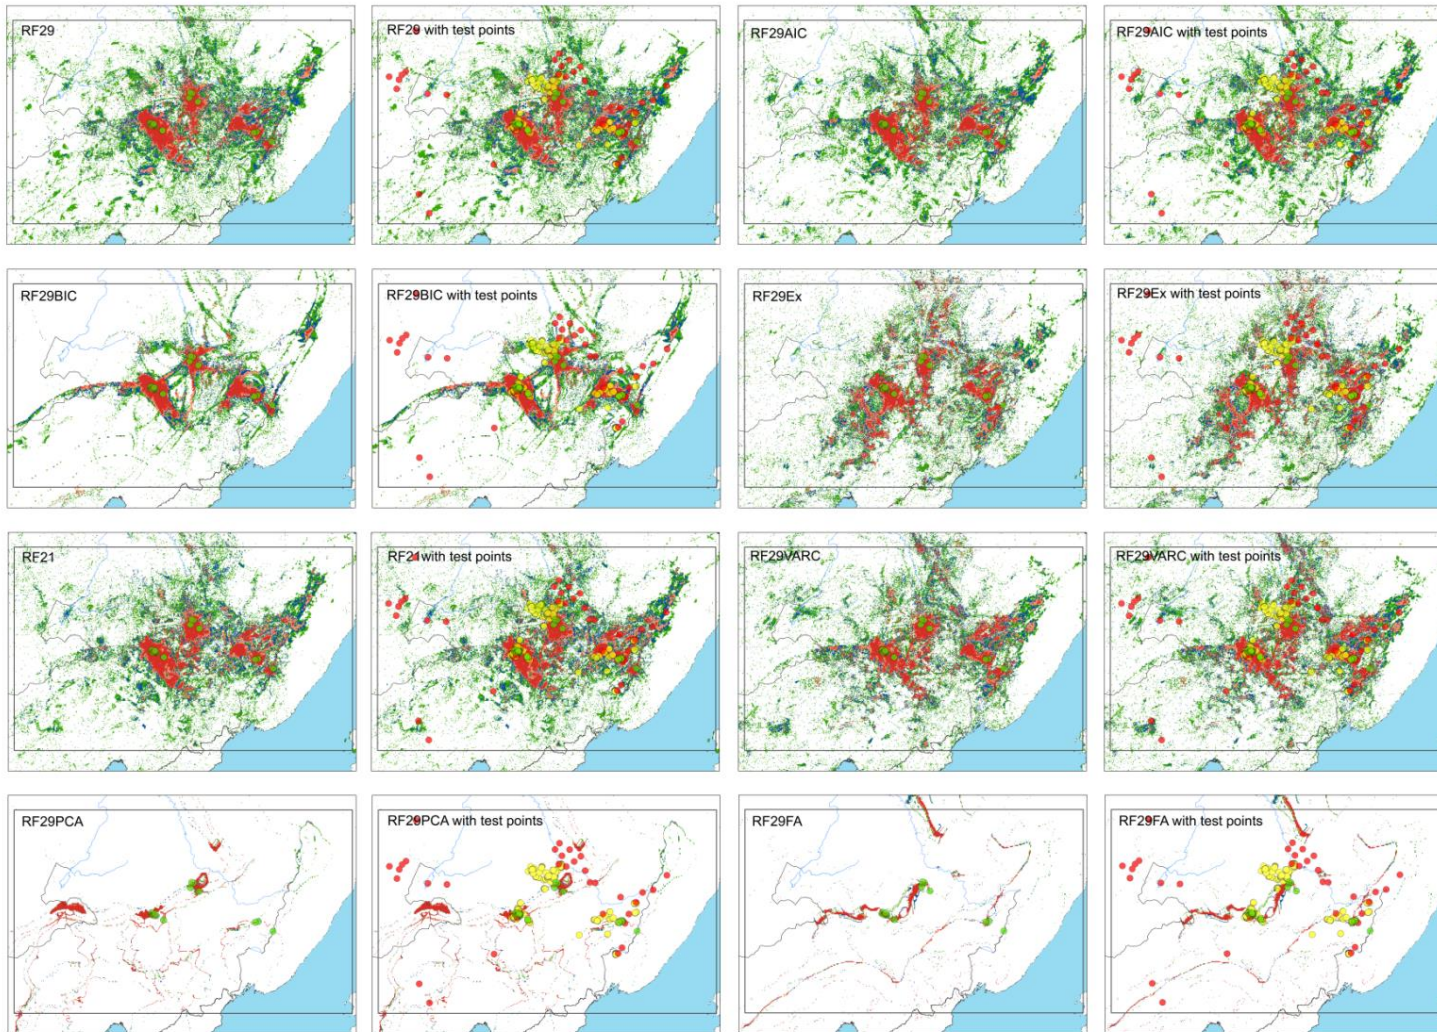 RF29
RF29 with test points
RF29AIC
RF29AIC with test points
RF29BIC
RF29BIC with test points
RF29Ex
RF29Ex with test points
RF21
RF21 with test points
RF29VARC
RF29VARC with test points
RF29PCA
RF29PCA with test points
RF29FA
RF29FA with test points